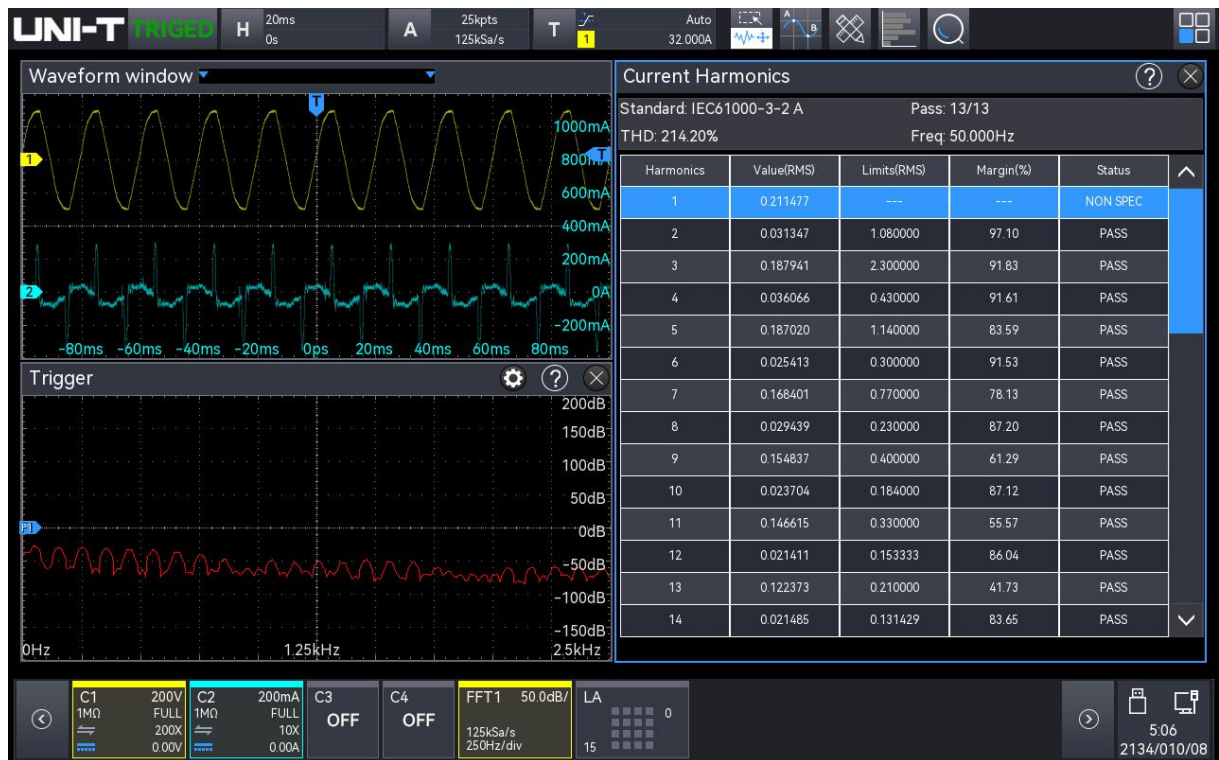 UNI-T TRIGED H 20ms 0s A 25kpts 125kSa/s T 1 Auto 32.000A A B
Waveform window
T
1000mA
1
800mA
T
600mA
400mA
200mA
2
0A
-200mA
-80ms -60ms -40ms -20ms 0ps 20ms 40ms 60ms 80ms
Trigger ?
200dB
150dB
100dB
50dB
F1
0dB
-50dB
-100dB
-150dB
0Hz 1.25kHz 2.5kHz
Current Harmonics ?
Standard: IEC61000-3-2 A Pass: 13/13
THD: 214.20% Freq: 50.000Hz
Harmonics Value(RMS) Limits(RMS) Margin(%) Status
1 0.211477 --- --- NON SPEC
2 0.031347 1.080000 97.10 PASS
3 0.187941 2.300000 91.83 PASS
4 0.036066 0.430000 91.61 PASS
5 0.187020 1.140000 83.59 PASS
6 0.025413 0.300000 91.53 PASS
7 0.168401 0.770000 78.13 PASS
8 0.029439 0.230000 87.20 PASS
9 0.154837 0.400000 61.29 PASS
10 0.023704 0.184000 87.12 PASS
11 0.146615 0.330000 55.57 PASS
12 0.021411 0.153333 86.04 PASS
13 0.122373 0.210000 41.73 PASS
14 0.021485 0.131429 83.65 PASS
C1 200V
1MΩ FULL
200X
0.00V
C2 200mA
1MΩ FULL
10X
0.00A
C3
OFF
C4
OFF
FFT1 50.0dB/
125kSa/s
250Hz/div
LA
0
15
5:06
2134/010/08